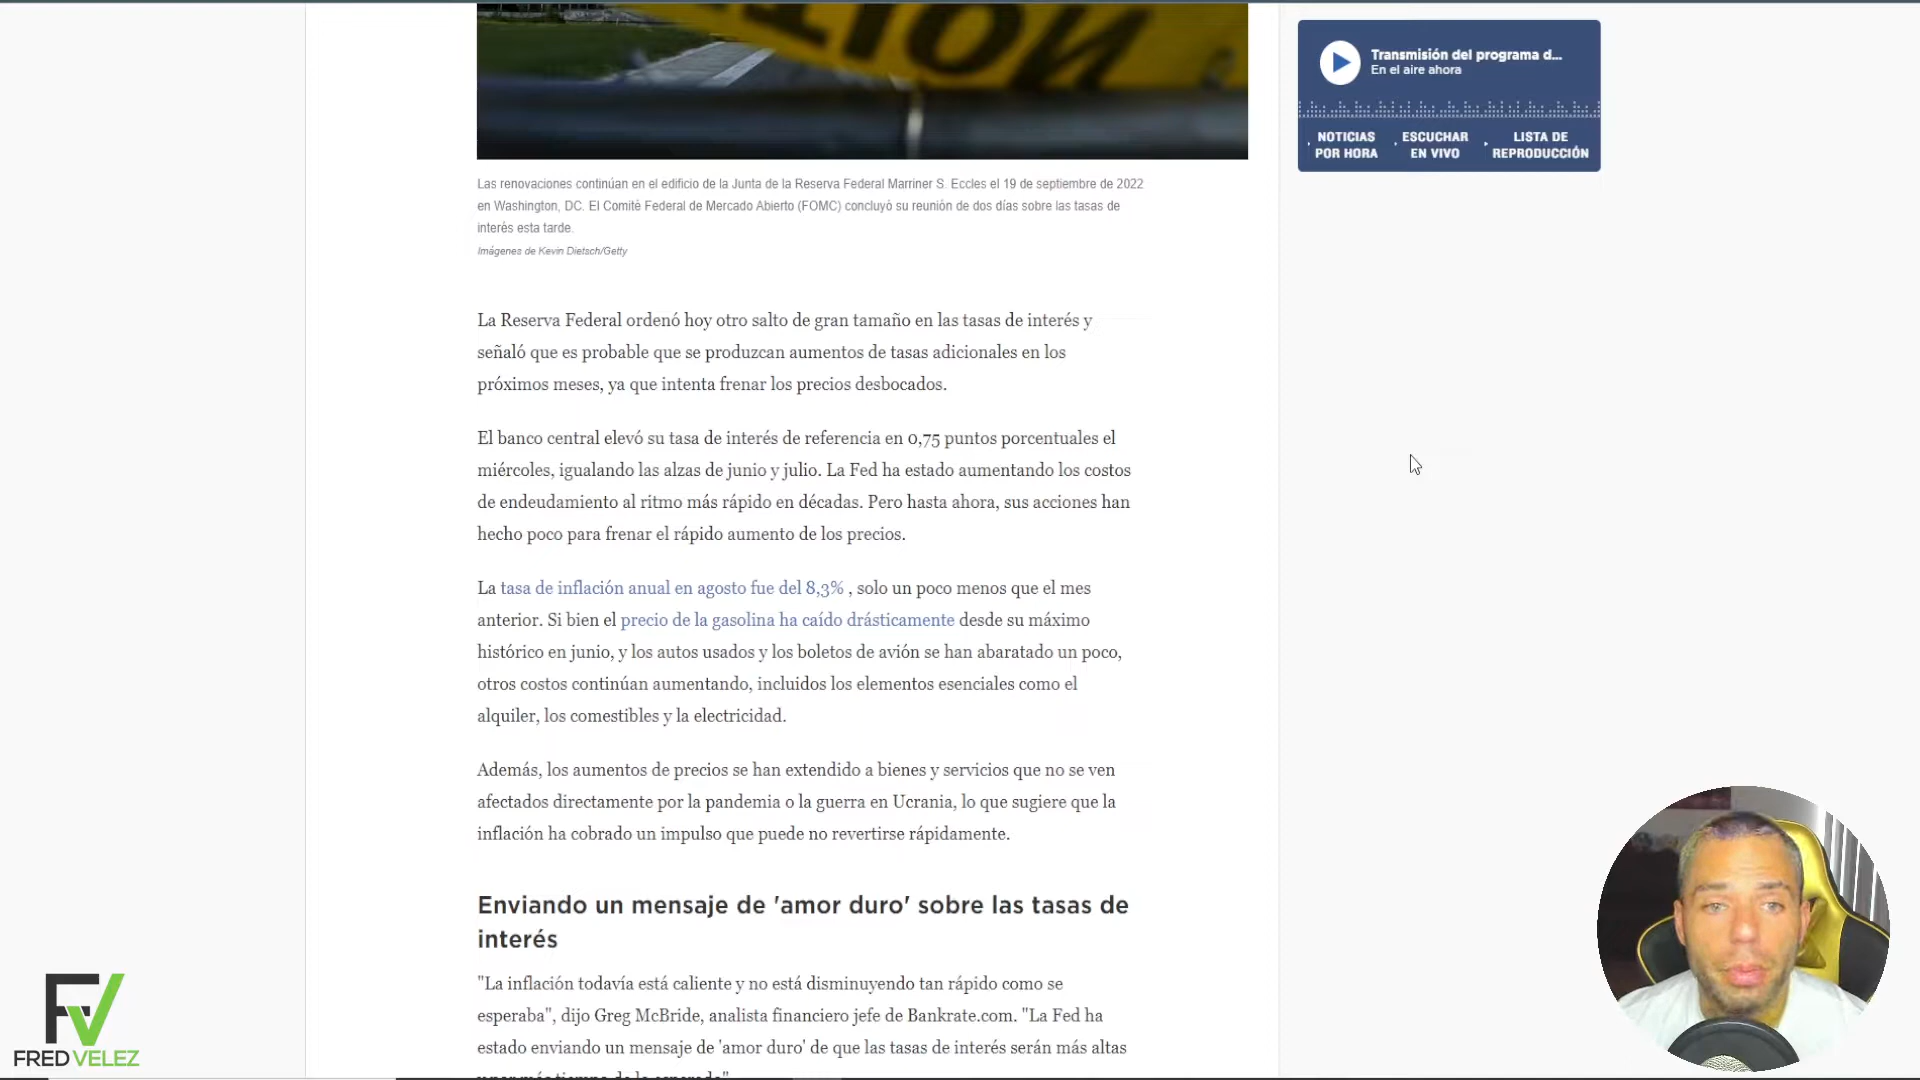 Transmisión del programa d...
En el aire ahora
NOTICIAS POR HORA
ESCUCHAR EN VIVO
LISTA DE REPRODUCCIÓN
Las renovaciones continúan en el edificio de la Junta de la Reserva Federal Marriner S. Eccles el 19 de septiembre de 2022
en Washington, DC. El Comité Federal de Mercado Abierto (FOMC) concluyó su reunión de dos días sobre las tasas de
interés esta tarde.
Imágenes de Kevin Dietsch/Getty
La Reserva Federal ordenó hoy otro salto de gran tamaño en las tasas de interés y
señaló que es probable que se produzcan aumentos de tasas adicionales en los
próximos meses, ya que intenta frenar los precios desbocados.
El banco central elevó su tasa de interés de referencia en 0,75 puntos porcentuales el
miércoles, igualando las alzas de junio y julio. La Fed ha estado aumentando los costos
de endeudamiento al ritmo más rápido en décadas. Pero hasta ahora, sus acciones han
hecho poco para frenar el rápido aumento de los precios.
La tasa de inflación anual en agosto fue del 8,3% , solo un poco menos que el mes
anterior. Si bien el precio de la gasolina ha caído drásticamente desde su máximo
histórico en junio, y los autos usados y los boletos de avión se han abaratado un poco,
otros costos continúan aumentando, incluidos los elementos esenciales como el
alquiler, los comestibles y la electricidad.
Además, los aumentos de precios se han extendido a bienes y servicios que no se ven
afectados directamente por la pandemia o la guerra en Ucrania, lo que sugiere que la
inflación ha cobrado un impulso que puede no revertirse rápidamente.
Enviando un mensaje de 'amor duro' sobre las tasas de
interés
"La inflación todavía está caliente y no está disminuyendo tan rápido como se
esperaba", dijo Greg McBride, analista financiero jefe de Bankrate.com. "La Fed ha
estado enviando un mensaje de 'amor duro' de que las tasas de interés serán más altas
FRED VELEZ